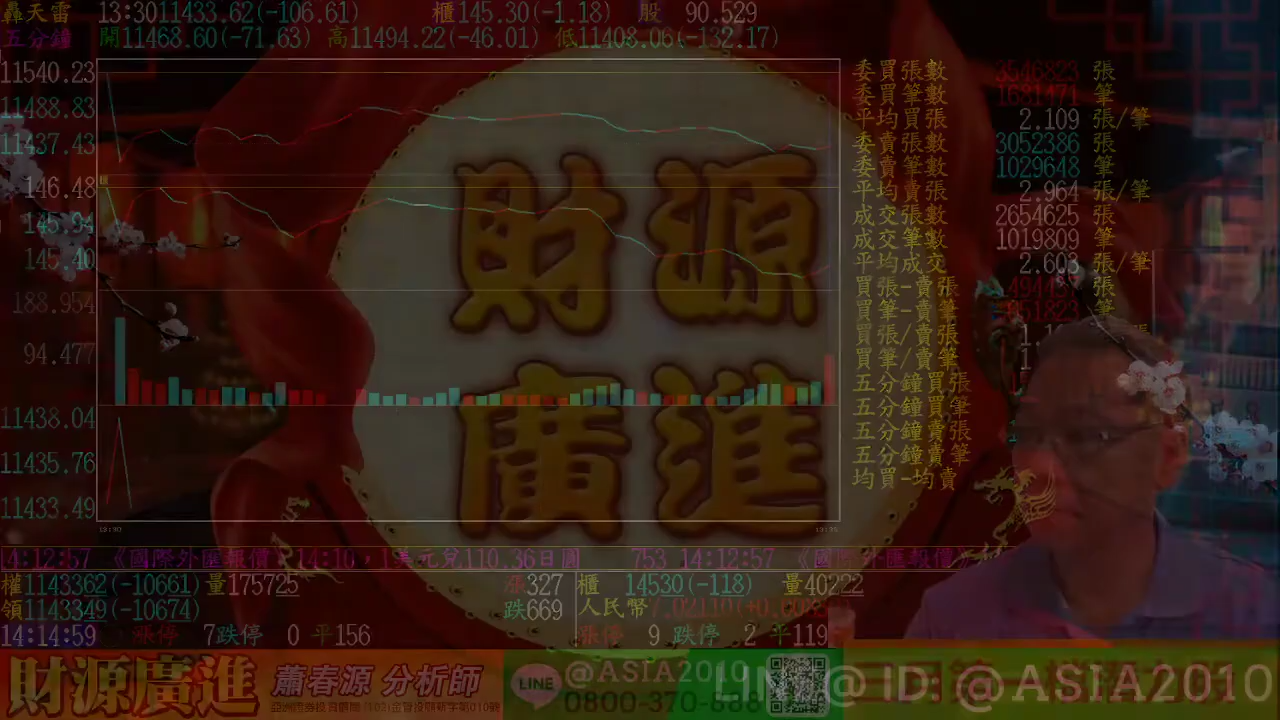 轟天雷 13:30 11433.62(-106.61) 櫃145.30(-1.18) 股 90.529
五分鐘 開11468.60(-71.63) 高11494.22(-46.01) 低11408.06(-132.17)
11540.23
11488.83
11437.43
146.48
145.94
145.40
188.954
94.477
11438.04
11435.76
11433.49
財源
廣進
委買張數 3546823 張
委買筆數 1681471 筆
平均買張 2.109 張/筆
委賣張數 3052386 張
委賣筆數 1029648 筆
平均賣張 2.964 張/筆
成交張數 2654625 張
成交筆數 1019809 筆
平均成交 2.603 張/筆
買張-賣張 494437 張
買筆-賣筆 筆
買張/賣張
買筆/賣筆
五分鐘買張
五分鐘買筆
五分鐘賣張
五分鐘賣筆
均買-均賣
4:12:57 《國際外匯報價》 14:10，1美元兌110.36日圓 753 14:12:57 《國際外匯報價》
權1143362(-10661) 量175725 漲327 櫃 14530(-118) 量40222
領1143349(-10674) 跌669 人民幣
14:14:59 漲停 7 跌停 0 平156 漲停 9 跌停 2 平119
財源廣進 蕭春源 分析師
LINE @ASIA2010
0800-370-888
LINE@ ID: @ASIA2010